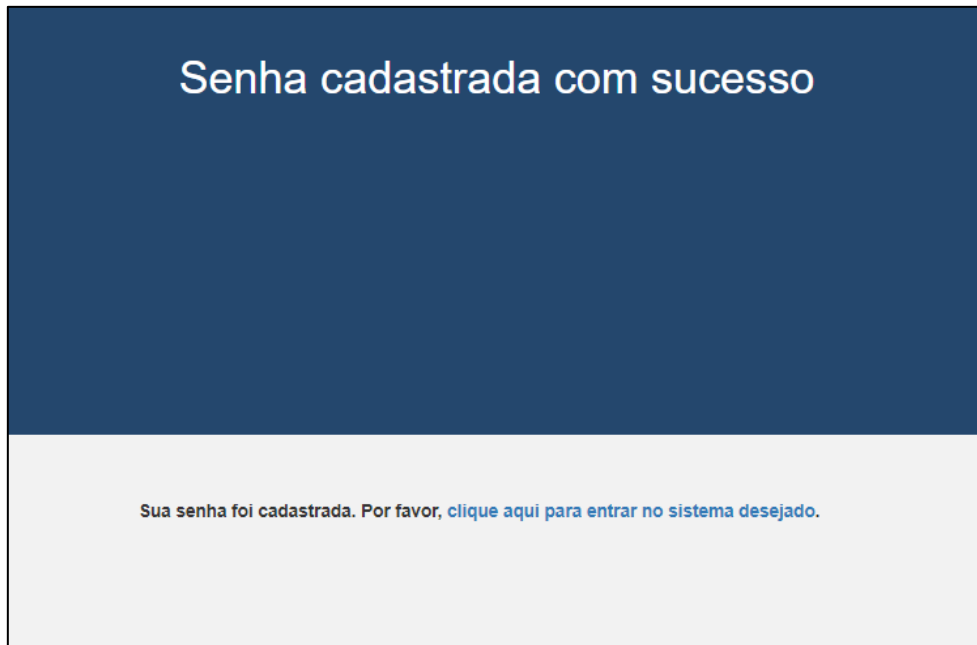 Senha cadastrada com sucesso
Sua senha foi cadastrada. Por favor, clique aqui para entrar no sistema desejado.